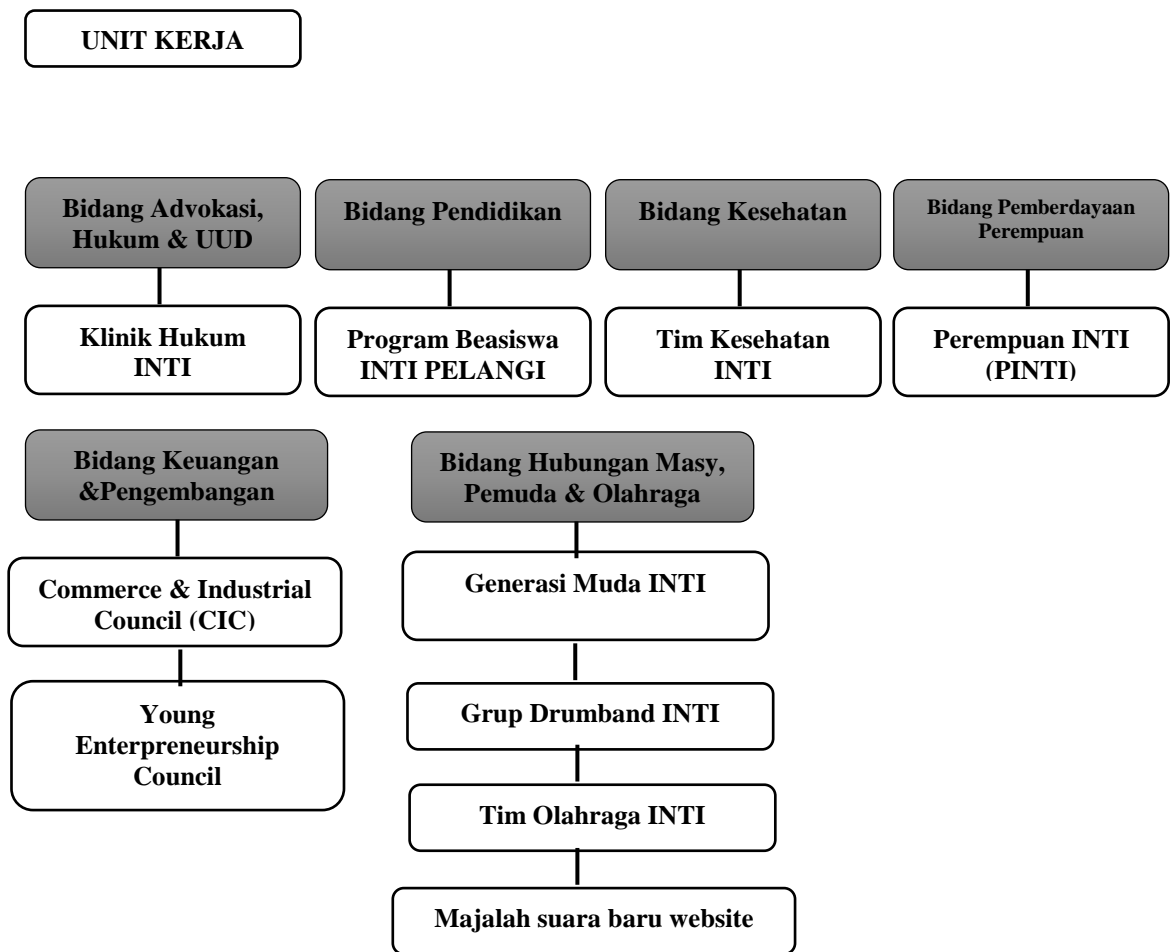 UNIT KERJA
Bidang Advokasi,
Hukum & UUD
Bidang Pendidikan
Bidang Kesehatan
Bidang Pemberdayaan
Perempuan
Klinik Hukum
INTI
Program Beasiswa
INTI PELANGI
Tim Kesehatan
INTI
Perempuan INTI
(PINTI)
Bidang Keuangan
&Pengembangan
Bidang Hubungan Masy,
Pemuda & Olahraga
Commerce & Industrial
Council (CIC)
Young
Enterpreneurship
Council
Generasi Muda INTI
Grup Drumband INTI
Tim Olahraga INTI
Majalah suara baru website